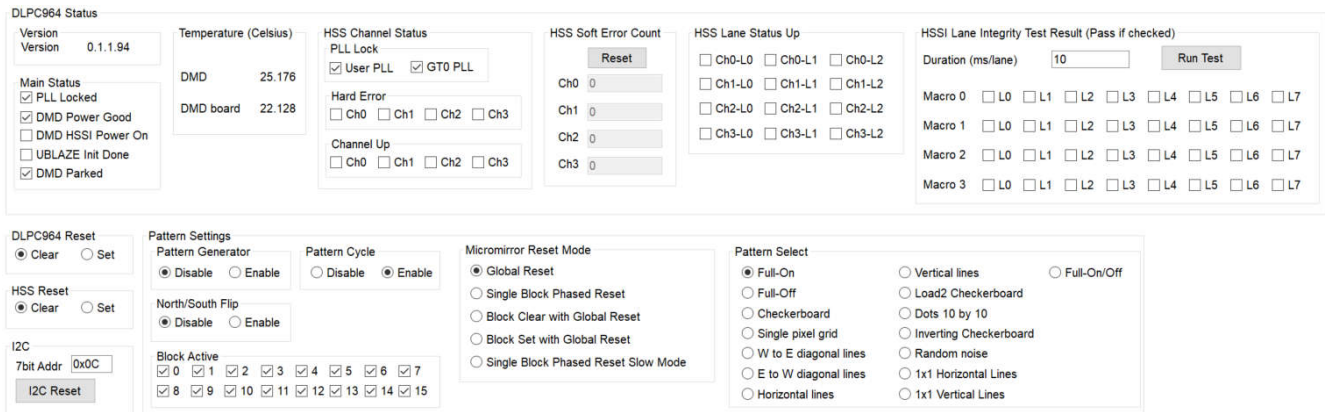 DLPC964 Status
Version
Version 0.1.1.94
Main Status
PLL Locked
DMD Power Good
DMD HSSI Power On
UBLAZE Init Done
DMD Parked
Temperature (Celsius)
DMD 25.176
DMD board 22.128
HSS Channel Status
PLL Lock
User PLL GT0 PLL
Hard Error
Ch0 Ch1 Ch2 Ch3
Channel Up
Ch0 Ch1 Ch2 Ch3
HSS Soft Error Count
Reset
Ch0 0
Ch1 0
Ch2 0
Ch3 0
HSS Lane Status Up
Ch0-L0 Ch0-L1 Ch0-L2
Ch1-L0 Ch1-L1 Ch1-L2
Ch2-L0 Ch2-L1 Ch2-L2
Ch3-L0 Ch3-L1 Ch3-L2
HSSI Lane Integrity Test Result (Pass if checked)
Duration (ms/lane) 10 Run Test
Macro 0 L0 L1 L2 L3 L4 L5 L6 L7
Macro 1 L0 L1 L2 L3 L4 L5 L6 L7
Macro 2 L0 L1 L2 L3 L4 L5 L6 L7
Macro 3 L0 L1 L2 L3 L4 L5 L6 L7
DLPC964 Reset
Clear Set
HSS Reset
Clear Set
I2C
7bit Addr 0x0C
I2C Reset
Pattern Settings
Pattern Generator
Disable Enable
Pattern Cycle
Disable Enable
North/South Flip
Disable Enable
Block Active
0 1 2 3 4 5 6 7
8 9 10 11 12 13 14 15
Micromirror Reset Mode
Global Reset
Single Block Phased Reset
Block Clear with Global Reset
Block Set with Global Reset
Single Block Phased Reset Slow Mode
Pattern Select
Full-On Vertical lines Full-On/Off
Full-Off Load2 Checkerboard
Checkerboard Dots 10 by 10
Single pixel grid Inverting Checkerboard
W to E diagonal lines Random noise
E to W diagonal lines 1x1 Horizontal Lines
Horizontal lines 1x1 Vertical Lines